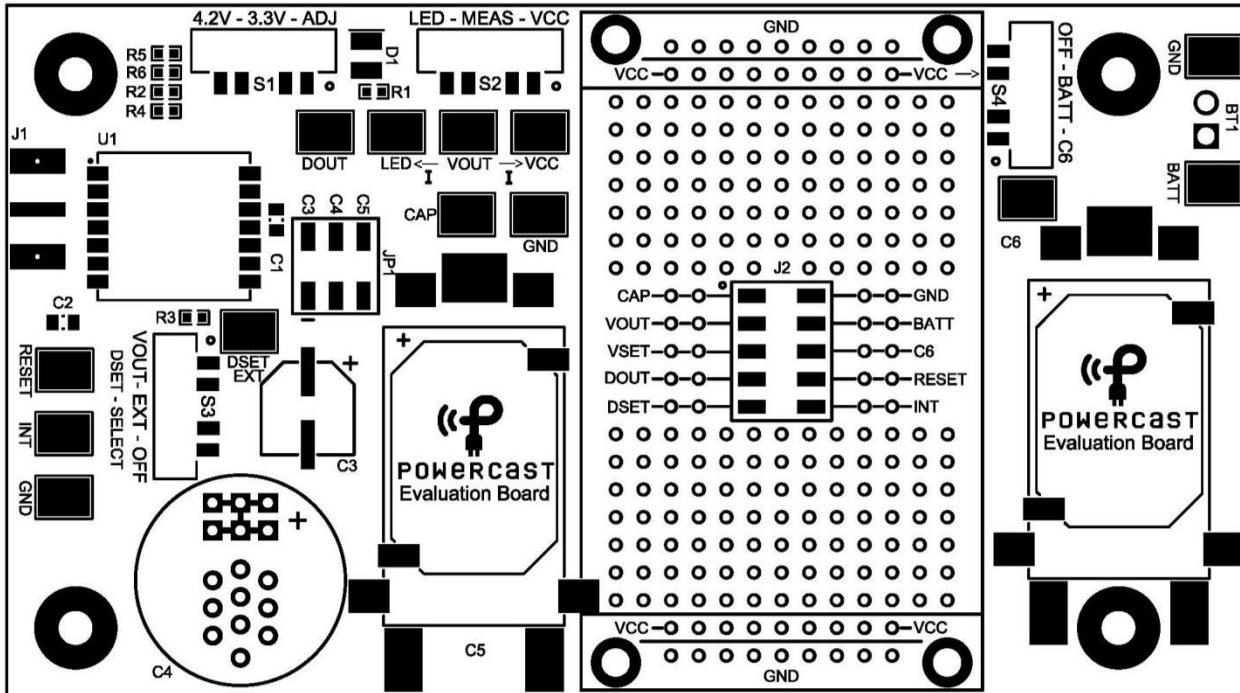 4.2V - 3.3V - ADJ
LED - MEAS - VCC
GND
R5
R6
R2
R4
S1
D1
R1
S2
VCC
VCC
S4
OFF - BATT - C6
GND
BT1
BATT
J1
U1
DOUT
LED
VOUT
VCC
I
I
C3
C4
C5
CAP
GND
C6
C1
JP1
J2
CAP
GND
VOUT
BATT
VSET
C6
DOUT
RESET
DSET
INT
C2
R3
DSET
EXT
RESET
INT
GND
VOUT- EXT - OFF
DSET - SELECT
S3
C3
POWERCAST
Evaluation Board
POWERCAST
Evaluation Board
C4
C5
VCC
VCC
GND